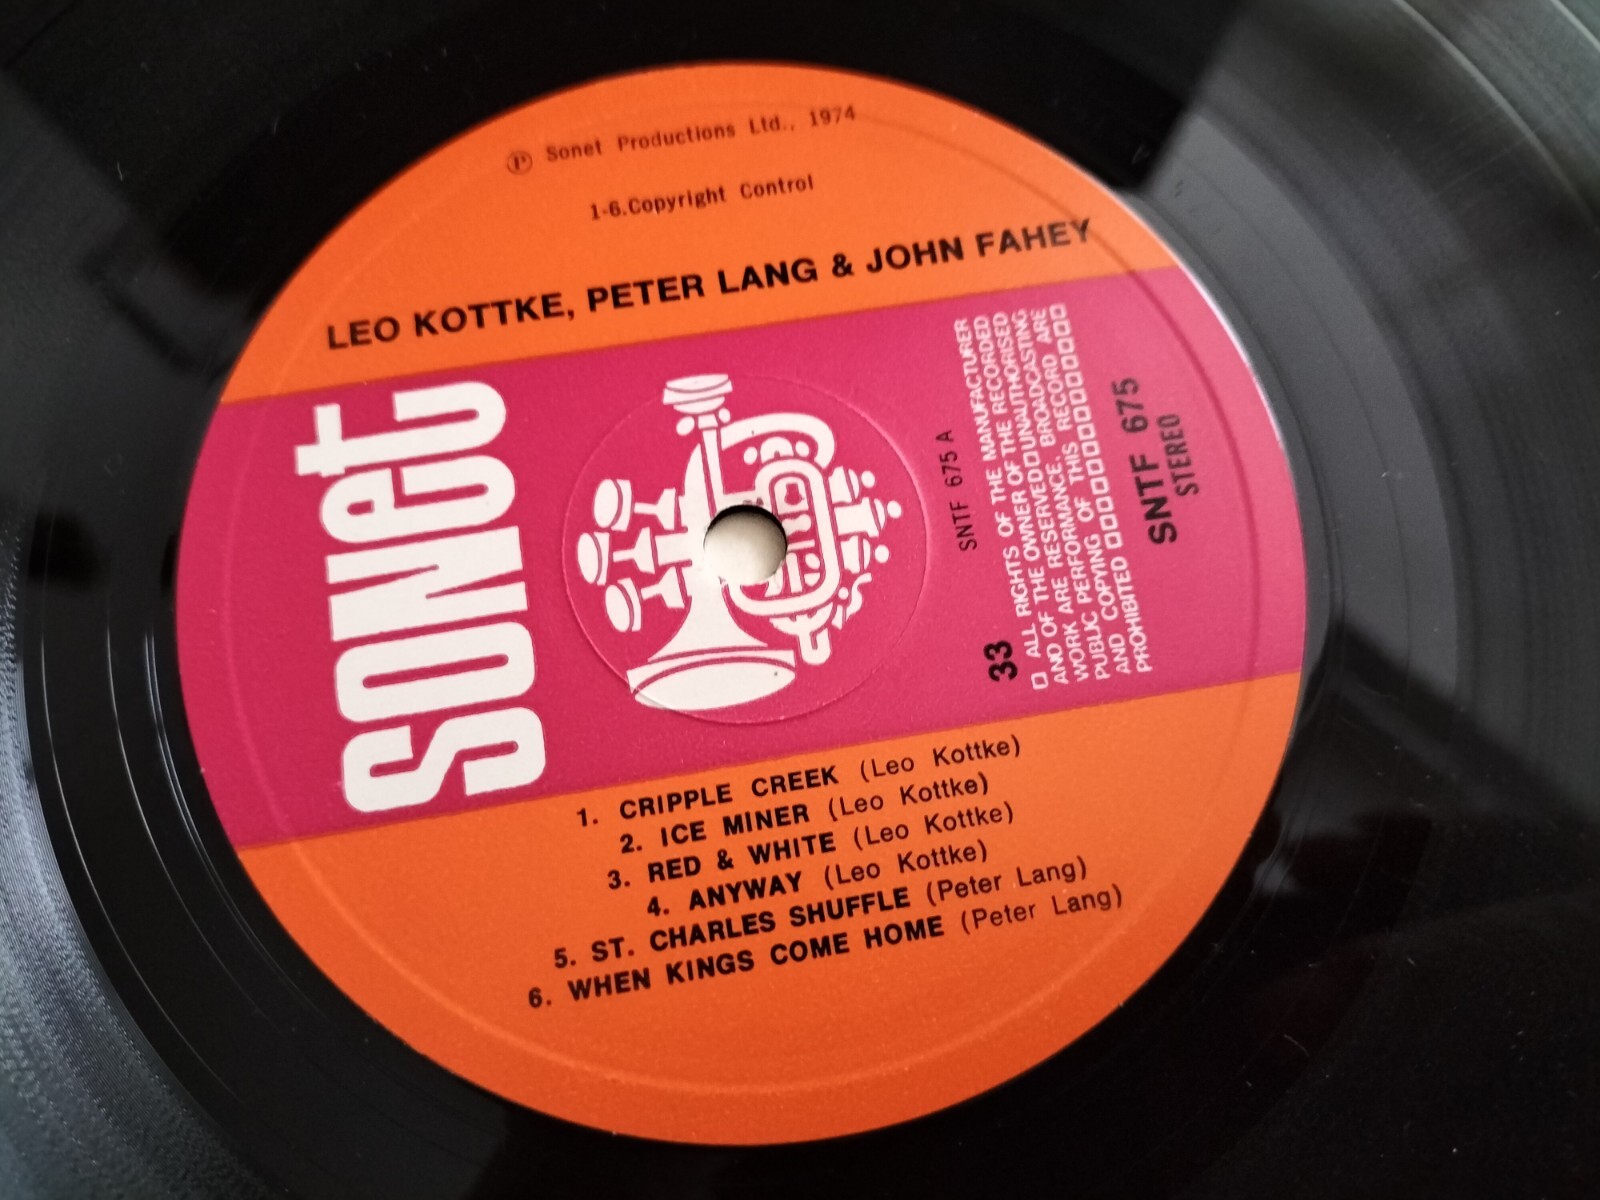 ℗ Sonet Productions Ltd., 1974
1-6.Copyright Control
LEO KOTTKE, PETER LANG & JOHN FAHEY
sonet
SNTF 675 A
33
□ ALL RIGHTS OF THE MANUFACTURER
AND OF THE OWNER OF THE RECORDED
WORK ARE RESERVED□UNAUTHORISED
PUBLIC PERFORMANCE, BROADCASTING
AND COPYING OF THIS RECORD ARE
PROHIBITED
SNTF 675
STEREO
1. CRIPPLE CREEK (Leo Kottke)
2. ICE MINER (Leo Kottke)
3. RED & WHITE (Leo Kottke)
4. ANYWAY (Leo Kottke)
5. ST. CHARLES SHUFFLE (Peter Lang)
6. WHEN KINGS COME HOME (Peter Lang)